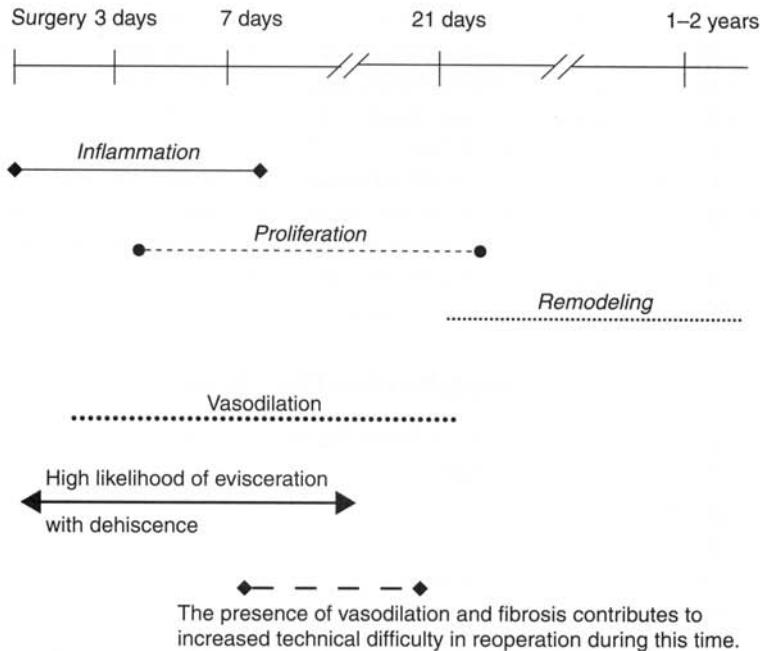 Surgery 3 days 7 days 21 days 1–2 years
Inflammation
Proliferation
Remodeling
Vasodilation
High likelihood of evisceration
with dehiscence
The presence of vasodilation and fibrosis contributes to
increased technical difficulty in reoperation during this time.